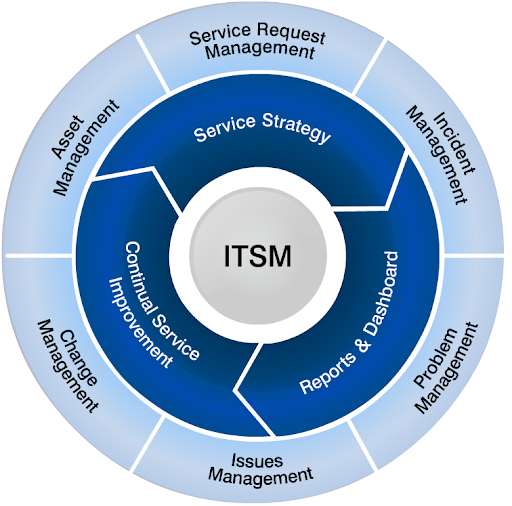 Service Request
Management
Incident
Management
Problem
Management
Issues
Management
Change
Management
Asset
Management
Service Strategy
Reports & Dashboard
Continual Service
Improvement
ITSM